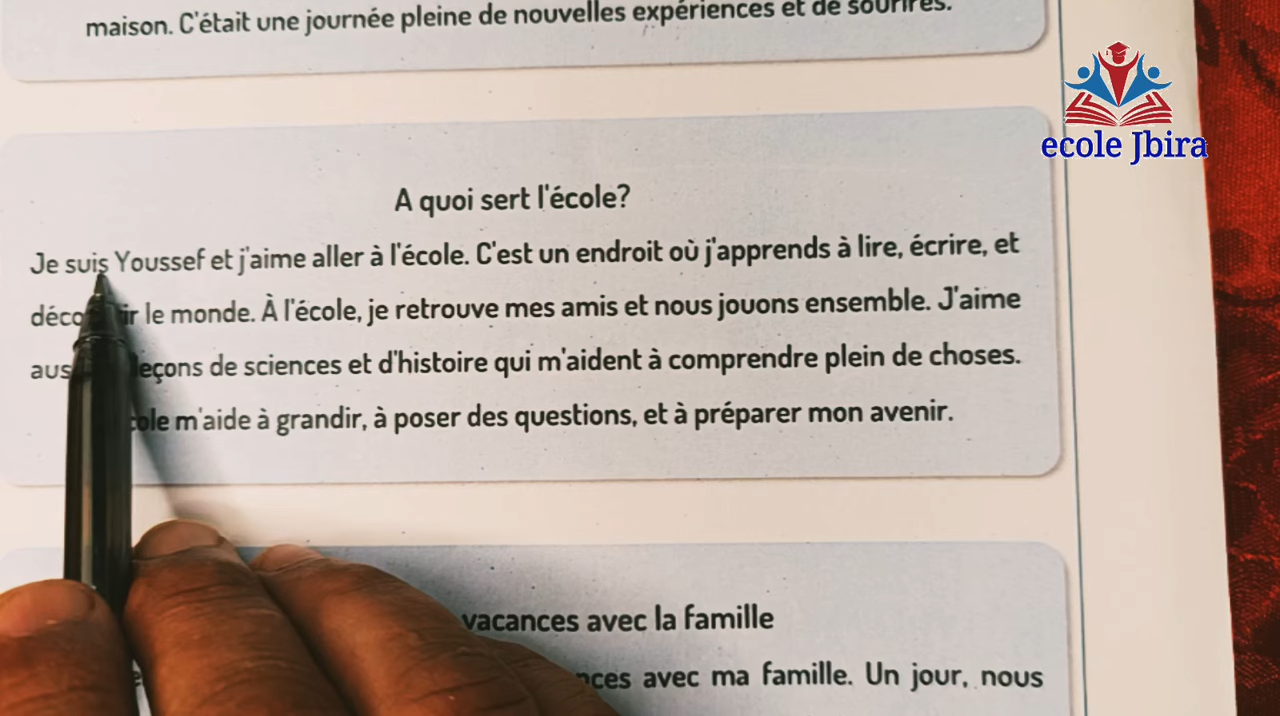 maison. C'était une journée pleine de nouvelles expériences et de sourires.
ecole Jbira
A quoi sert l'école?
Je suis Youssef et j'aime aller à l'école. C'est un endroit où j'apprends à lire, écrire, et
le monde. À l'école, je retrouve mes amis et nous jouons ensemble. J'aime
leçons de sciences et d'histoire qui m'aident à comprendre plein de choses.
m'aide à grandir, à poser des questions, et à préparer mon avenir.
vacances avec la famille
avec ma famille. Un jour, nous